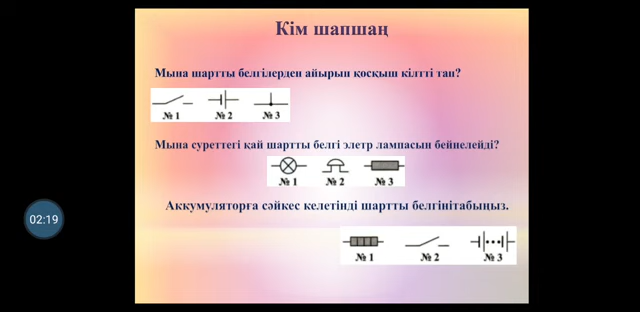 Кім шапшаң
Мына шартты белгілерден айырып қосқыш кілтті тап?
№ 1 № 2 № 3
Мына суреттегі қай шартты белгі элетр лампасын бейнелейді?
№ 1 № 2 № 3
Аккумуляторға сәйкес келетінді шартты белгінітабыңыз.
02:19
№ 1 № 2 № 3